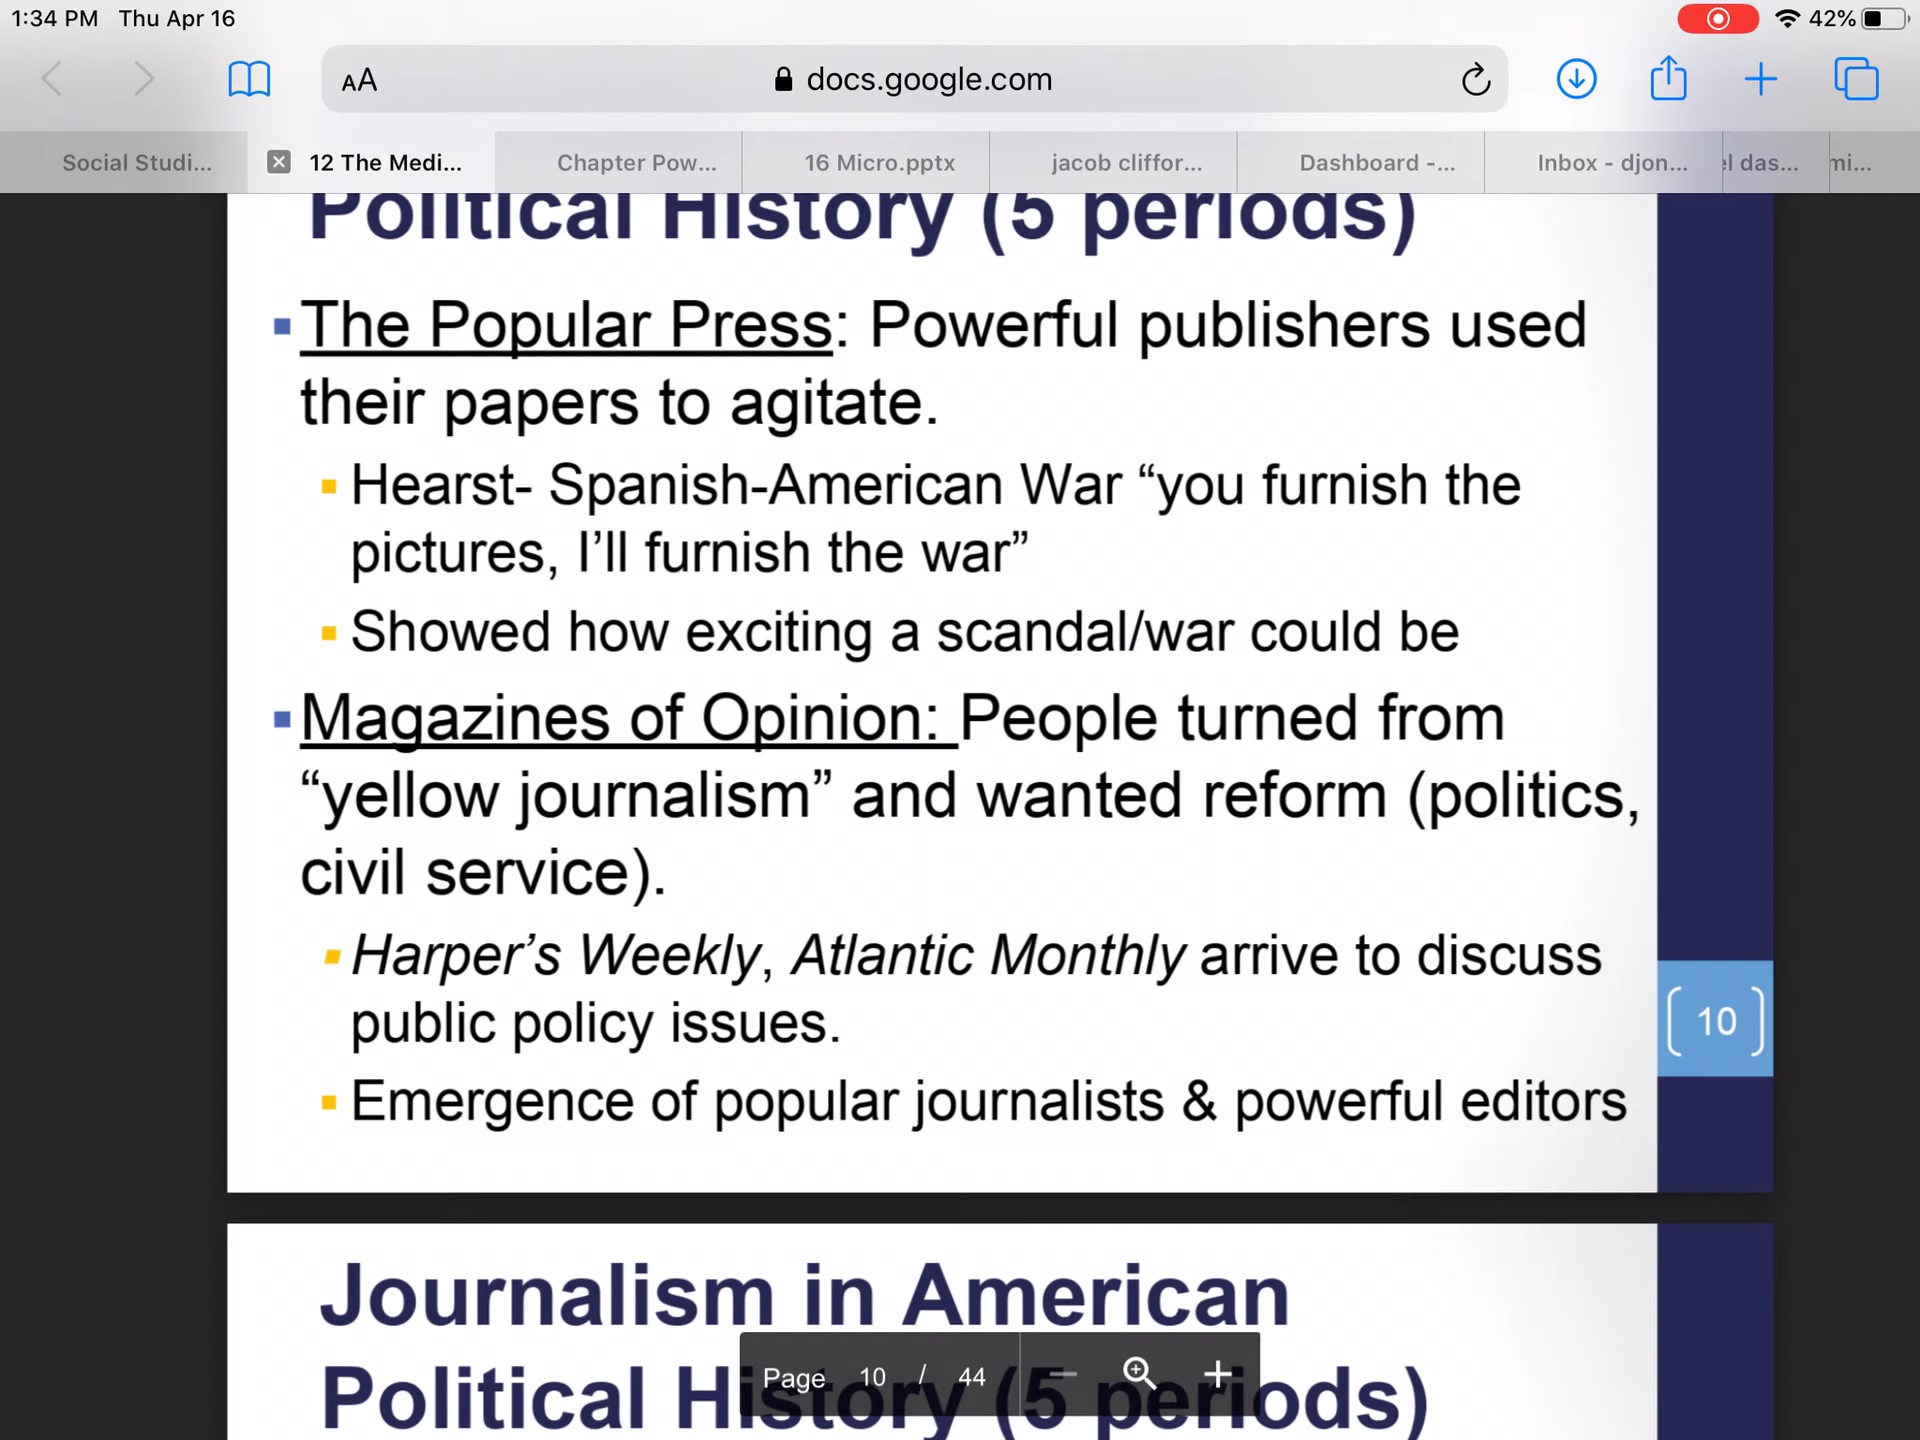 1:34 PM Thu Apr 16
42%
AA
docs.google.com
Social Studi...
12 The Medi...
Chapter Pow...
16 Micro.pptx
jacob cliffor...
Dashboard -...
Inbox - djon...
el das...
mi...
Political History (5 periods)
The Popular Press: Powerful publishers used
their papers to agitate.
Hearst- Spanish-American War “you furnish the
pictures, I’ll furnish the war”
Showed how exciting a scandal/war could be
Magazines of Opinion: People turned from
“yellow journalism” and wanted reform (politics,
civil service).
Harper’s Weekly, Atlantic Monthly arrive to discuss
public policy issues.
Emergence of popular journalists & powerful editors
10
Journalism in American
Political History (5 periods)
Page 10 / 44